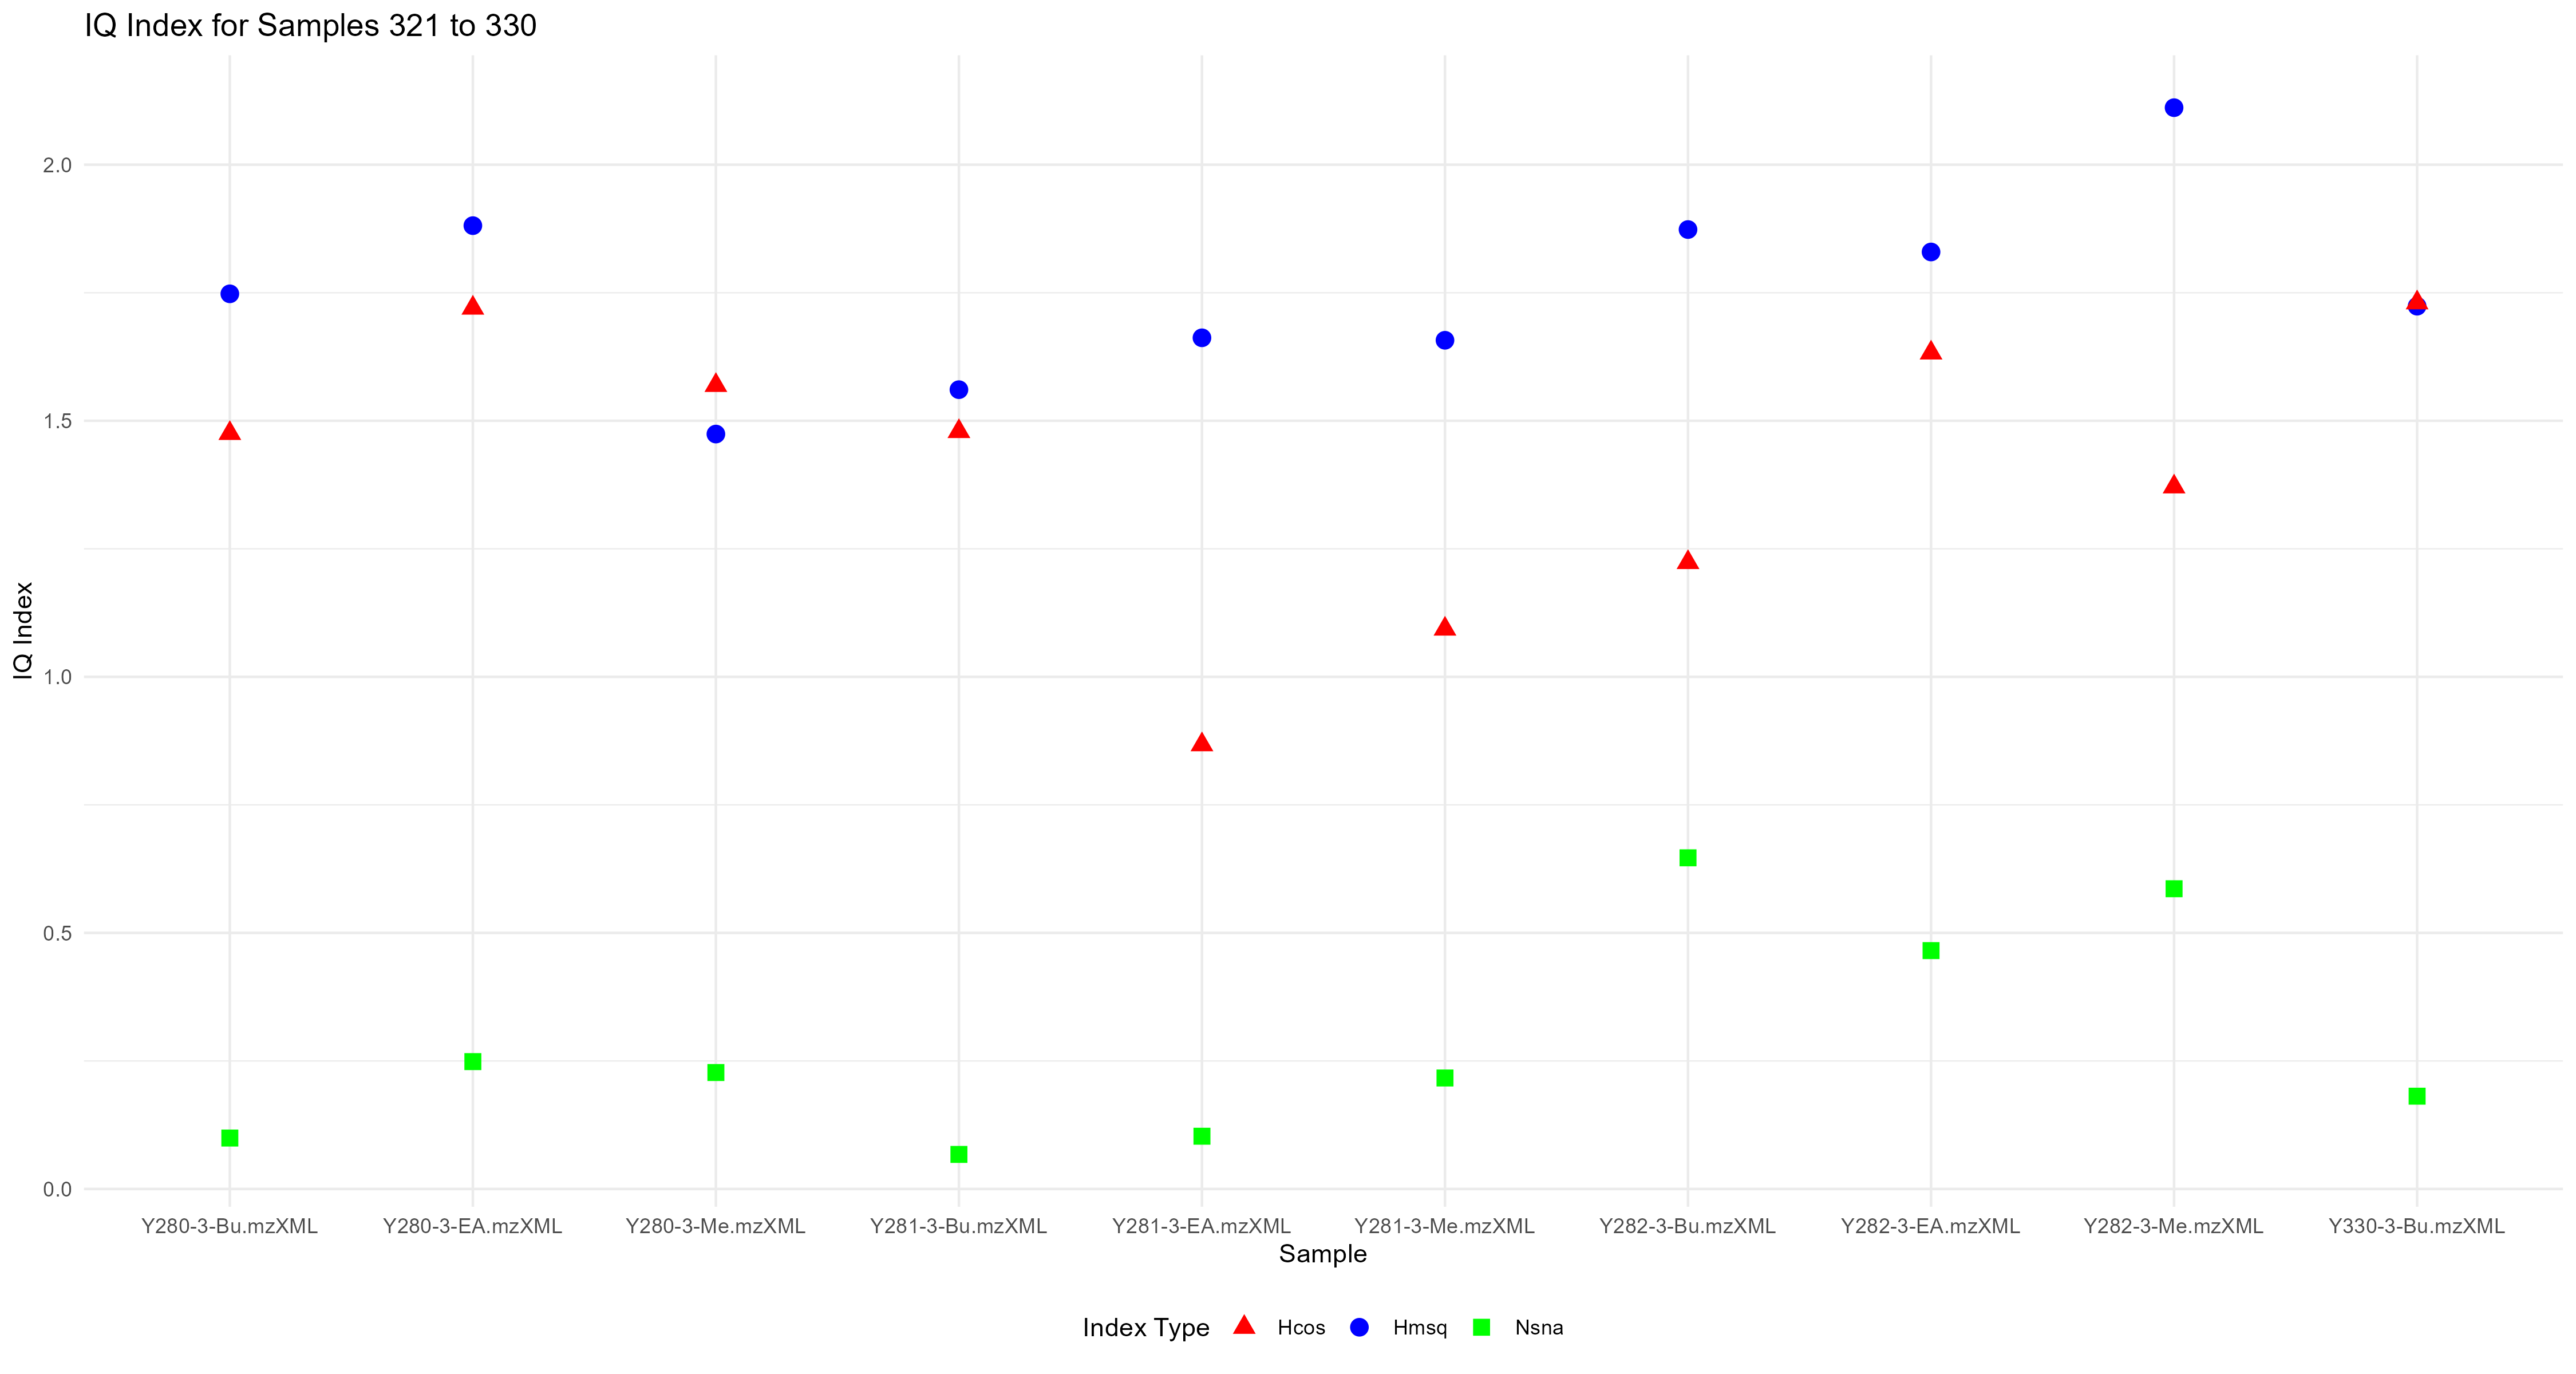 IQ Index for Samples 321 to 330
IQ Index
2.0
1.5
1.0
0.5
0.0
Y280-3-Bu.mzXML Y280-3-EA.mzXML Y280-3-Me.mzXML Y281-3-Bu.mzXML Y281-3-EA.mzXML Y281-3-Me.mzXML Y282-3-Bu.mzXML Y282-3-EA.mzXML Y282-3-Me.mzXML Y330-3-Bu.mzXML
Sample
Index Type Hcos Hmsq Nsna